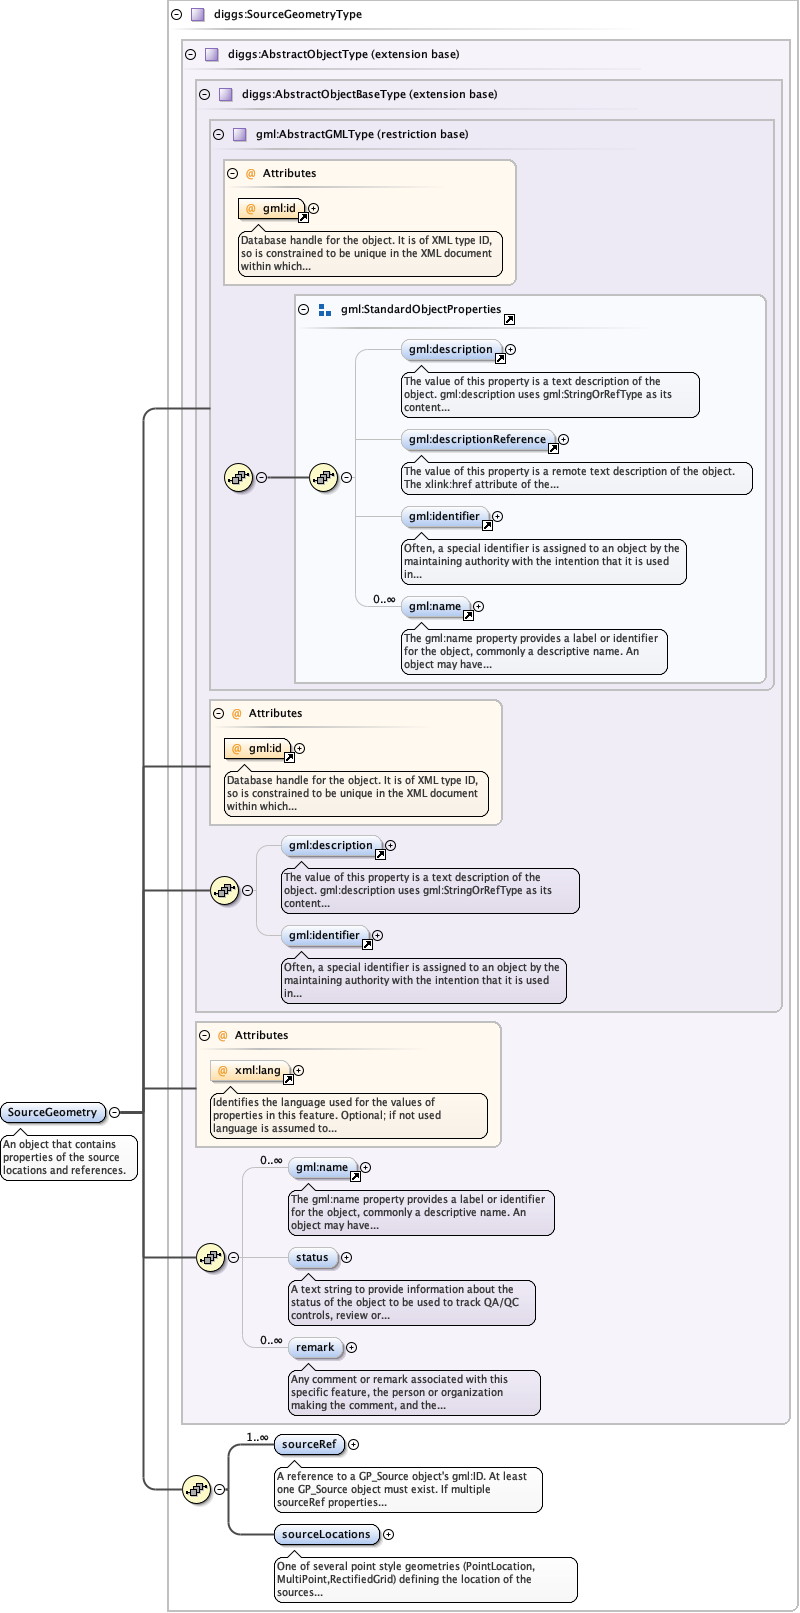 diggs:SourceGeometryType
diggs:AbstractObjectType (extension base)
diggs:AbstractObjectBaseType (extension base)
gml:AbstractGMLType (restriction base)
@ Attributes
@ gml:id
Database handle for the object. It is of XML type ID,
so is constrained to be unique in the XML document
within which...
gml:StandardObjectProperties
gml:description
The value of this property is a text description of the
object. gml:description uses gml:StringOrRefType as its
content...
gml:descriptionReference
The value of this property is a remote text description of the object.
The xlink:href attribute of the...
gml:identifier
Often, a special identifier is assigned to an object by the
maintaining authority with the intention that it is used
in...
0..∞
gml:name
The gml:name property provides a label or identifier
for the object, commonly a descriptive name. An
object may have...
@ Attributes
@ gml:id
Database handle for the object. It is of XML type ID,
so is constrained to be unique in the XML document
within which...
gml:description
The value of this property is a text description of the
object. gml:description uses gml:StringOrRefType as its
content...
gml:identifier
Often, a special identifier is assigned to an object by the
maintaining authority with the intention that it is used
in...
@ Attributes
@ xml:lang
Identifies the language used for the values of
properties in this feature. Optional; if not used
language is assumed to...
SourceGeometry
An object that contains
properties of the source
locations and references.
0..∞
gml:name
The gml:name property provides a label or identifier
for the object, commonly a descriptive name. An
object may have...
status
A text string to provide information about the
status of the object to be used to track QA/QC
controls, review or...
0..∞
remark
Any comment or remark associated with this
specific feature, the person or organization
making the comment, and the...
1..∞
sourceRef
A reference to a GP_Source object's gml:ID. At least
one GP_Source object must exist. If multiple
sourceRef properties...
sourceLocations
One of several point style geometries (PointLocation,
MultiPoint,RectifiedGrid) defining the location of the
sources...